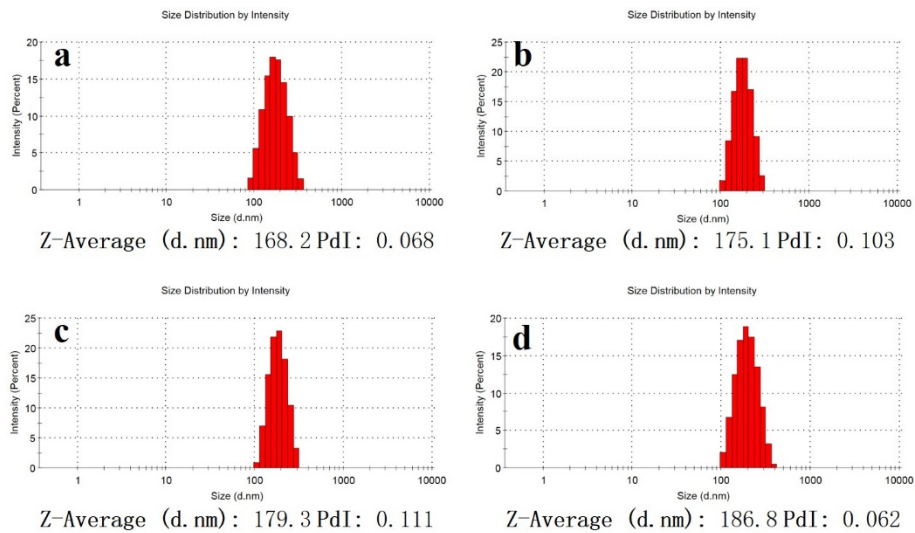 Size Distribution by Intensity
a
Intensity (Percent)
20
15
10
5
0
1 10 100 1000 10000
Size (d.nm)
Z-Average (d.nm): 168.2 PdI: 0.068
Size Distribution by Intensity
b
Intensity (Percent)
25
20
15
10
5
0
1 10 100 1000 10000
Size (d.nm)
Z-Average (d.nm): 175.1 PdI: 0.103
Size Distribution by Intensity
c
Intensity (Percent)
25
20
15
10
5
0
1 10 100 1000 10000
Size (d.nm)
Z-Average (d.nm): 179.3 PdI: 0.111
Size Distribution by Intensity
d
Intensity (Percent)
20
15
10
5
0
1 10 100 1000 10000
Size (d.nm)
Z-Average (d.nm): 186.8 PdI: 0.062